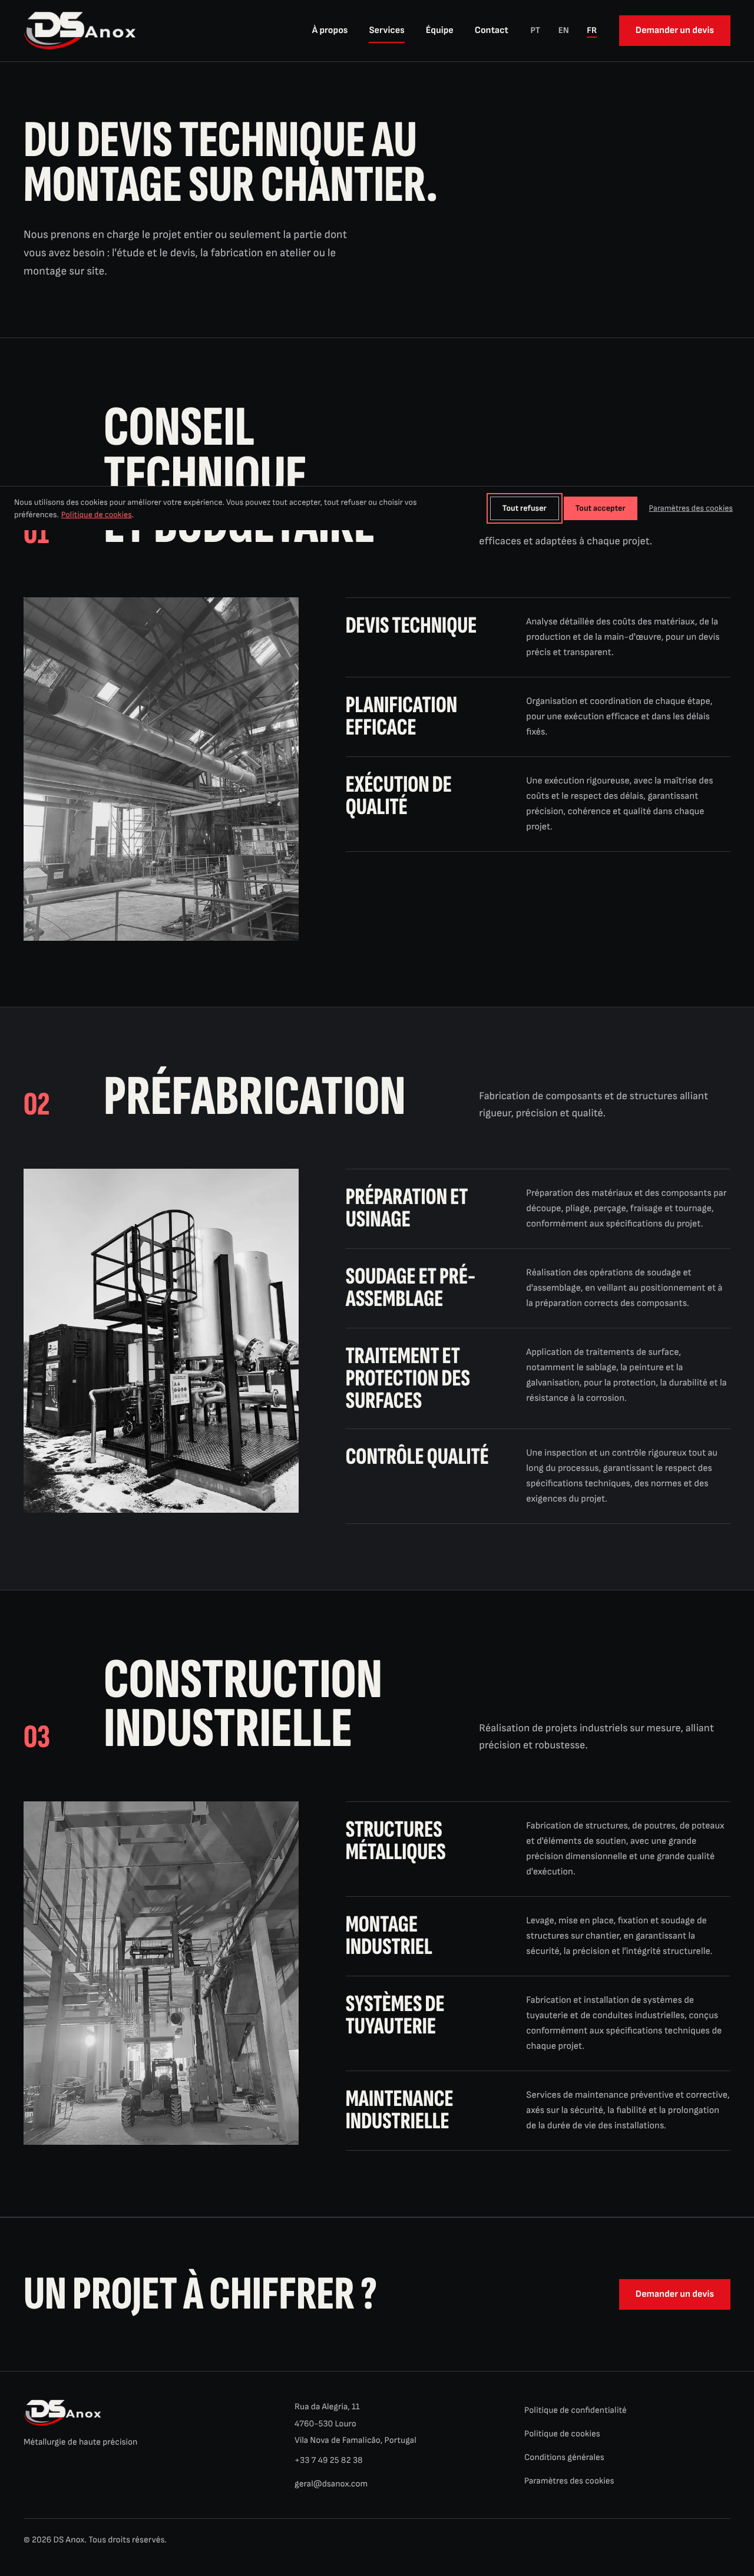 DS Anox
À propos
Services
Équipe
Contact
PT
EN
FR
Demander un devis
DU DEVIS TECHNIQUE AU
MONTAGE SUR CHANTIER.
Nous prenons en charge le projet entier ou seulement la partie dont
vous avez besoin : l'étude et le devis, la fabrication en atelier ou le
montage sur site.
CONSEIL
TECHNIQUE
Nous utilisons des cookies pour améliorer votre expérience. Vous pouvez tout accepter, tout refuser ou choisir vos
préférences. Politique de cookies.
Tout refuser
Tout accepter
Paramètres des cookies
01
ET BUDGÉTAIRE
efficaces et adaptées à chaque projet.
DEVIS TECHNIQUE
Analyse détaillée des coûts des matériaux, de la
production et de la main-d'œuvre, pour un devis
précis et transparent.
PLANIFICATION
EFFICACE
Organisation et coordination de chaque étape,
pour une exécution efficace et dans les délais
fixés.
EXÉCUTION DE
QUALITÉ
Une exécution rigoureuse, avec la maîtrise des
coûts et le respect des délais, garantissant
précision, cohérence et qualité dans chaque
projet.
02
PRÉFABRICATION
Fabrication de composants et de structures alliant
rigueur, précision et qualité.
PRÉPARATION ET
USINAGE
Préparation des matériaux et des composants par
découpe, pliage, perçage, fraisage et tournage,
conformément aux spécifications du projet.
SOUDAGE ET PRÉ-
ASSEMBLAGE
Réalisation des opérations de soudage et
d'assemblage, en veillant au positionnement et à
la préparation corrects des composants.
TRAITEMENT ET
PROTECTION DES
SURFACES
Application de traitements de surface,
notamment le sablage, la peinture et la
galvanisation, pour la protection, la durabilité et la
résistance à la corrosion.
CONTRÔLE QUALITÉ
Une inspection et un contrôle rigoureux tout au
long du processus, garantissant le respect des
spécifications techniques, des normes et des
exigences du projet.
03
CONSTRUCTION
INDUSTRIELLE
Réalisation de projets industriels sur mesure, alliant
précision et robustesse.
STRUCTURES
MÉTALLIQUES
Fabrication de structures, de poutres, de poteaux
et d'éléments de soutien, avec une grande
précision dimensionnelle et une grande qualité
d'exécution.
MONTAGE
INDUSTRIEL
Levage, mise en place, fixation et soudage de
structures sur chantier, en garantissant la
sécurité, la précision et l'intégrité structurelle.
SYSTÈMES DE
TUYAUTERIE
Fabrication et installation de systèmes de
tuyauterie et de conduites industrielles, conçus
conformément aux spécifications techniques de
chaque projet.
MAINTENANCE
INDUSTRIELLE
Services de maintenance préventive et corrective,
axés sur la sécurité, la fiabilité et la prolongation
de la durée de vie des installations.
UN PROJET À CHIFFRER ?
Demander un devis
DS Anox
Métallurgie de haute précision
Rua da Alegria, 11
4760-530 Louro
Vila Nova de Famalicão, Portugal
+33 7 49 25 82 38
geral@dsanox.com
Politique de confidentialité
Politique de cookies
Conditions générales
Paramètres des cookies
© 2026 DS Anox. Tous droits réservés.